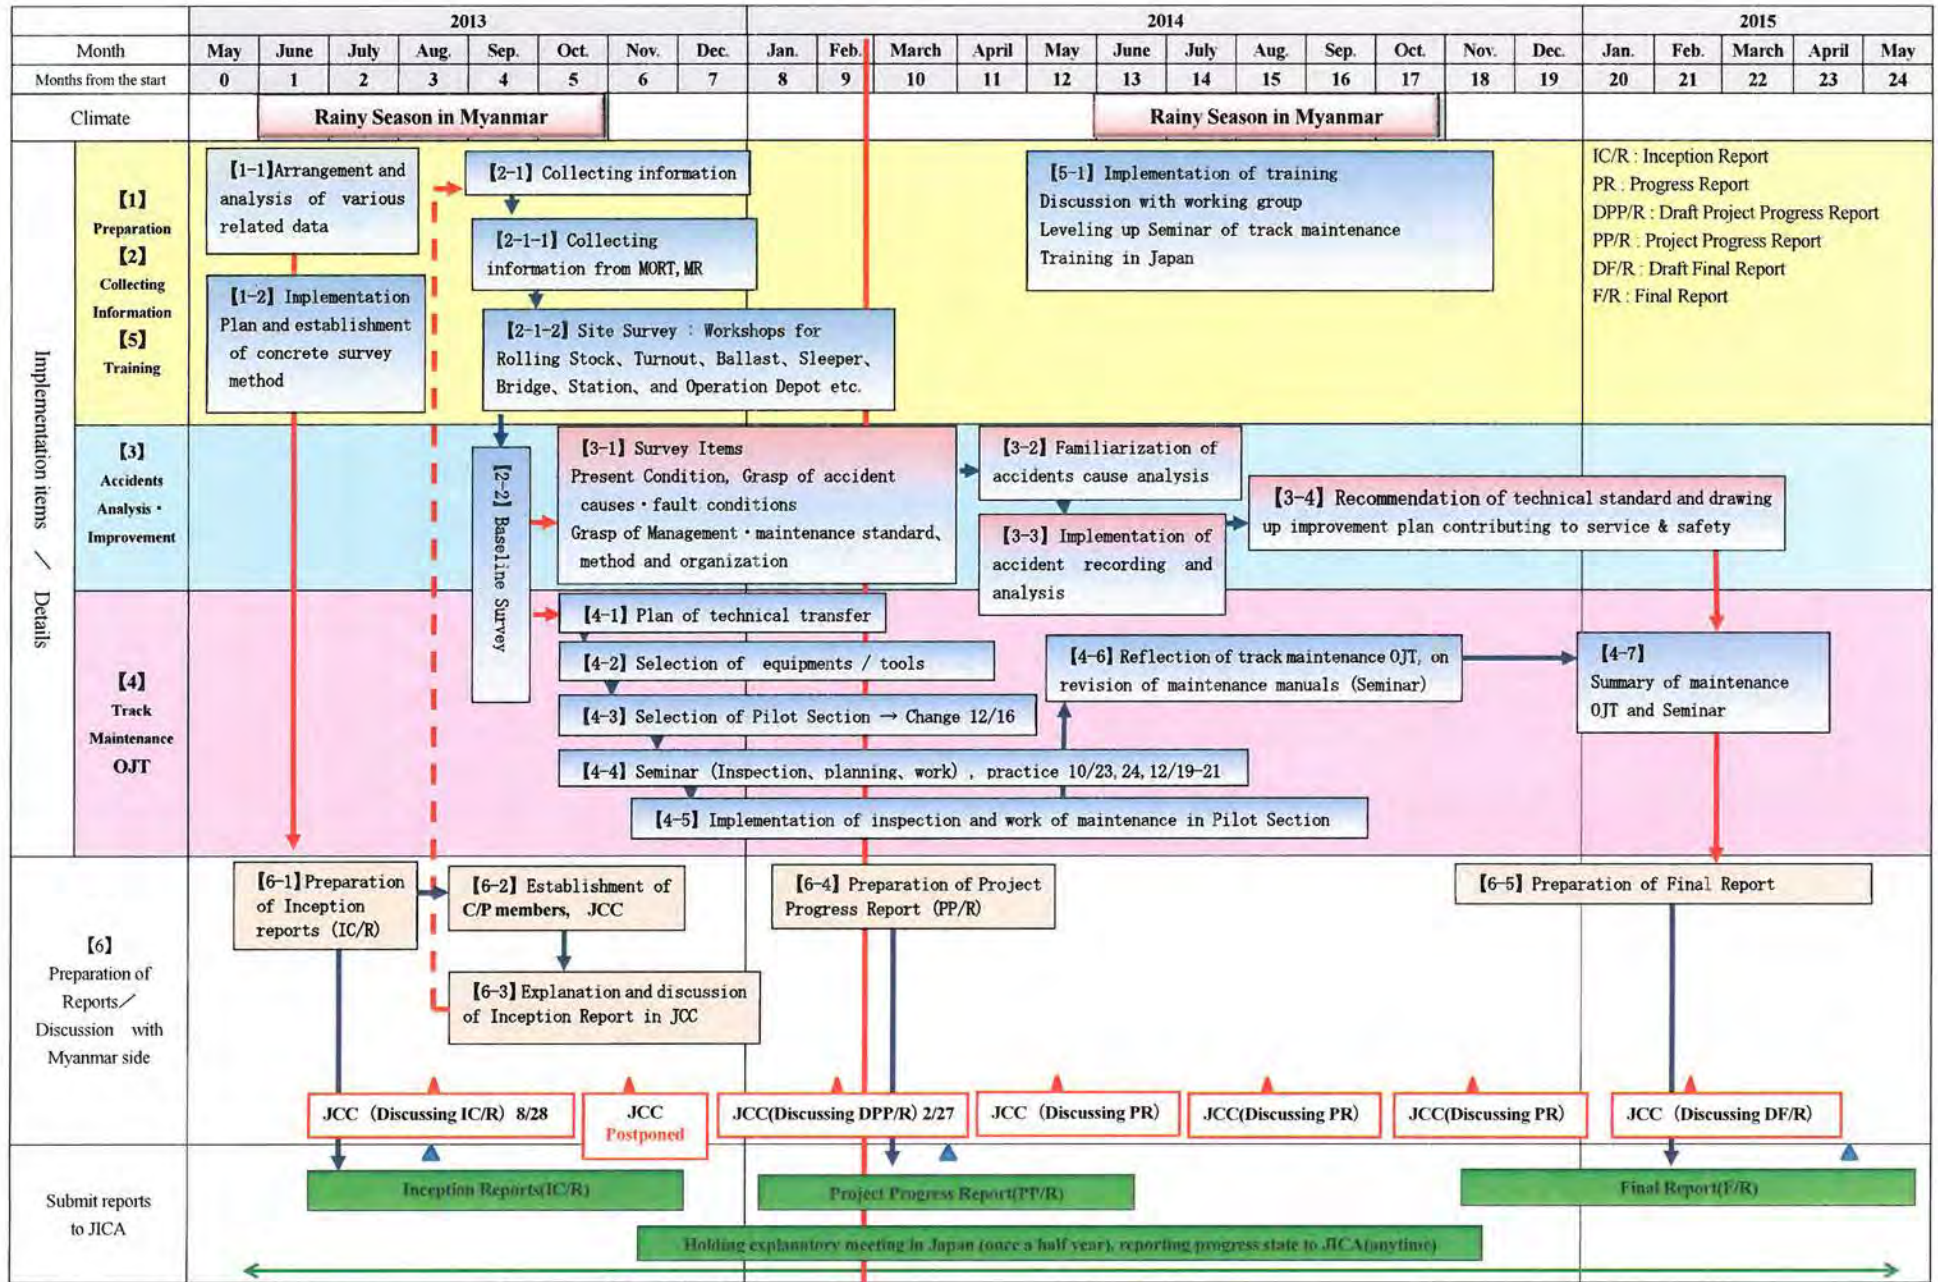 2013
2014
2015
Month
May
June
July
Aug.
Sep.
Oct.
Nov.
Dec.
Jan.
Feb.
March
April
May
June
July
Aug.
Sep.
Oct.
Nov.
Dec.
Jan.
Feb.
March
April
May
Months from the start
0
1
2
3
4
5
6
7
8
9
10
11
12
13
14
15
16
17
18
19
20
21
22
23
24
Climate
Rainy Season in Myanmar
Rainy Season in Myanmar
Implementation items / Details
【1】
Preparation
【2】
Collecting
Information
【5】
Training
【1-1】Arrangement and
analysis of various
related data
【1-2】Implementation
Plan and establishment
of concrete survey
method
【2-1】Collecting information
【2-1-1】Collecting
information from MORT, MR
【2-1-2】Site Survey : Workshops for
Rolling Stock、Turnout、Ballast、Sleeper、
Bridge、Station、and Operation Depot etc.
【5-1】Implementation of training
Discussion with working group
Leveling up Seminar of track maintenance
Training in Japan
IC/R : Inception Report
PR : Progress Report
DPP/R : Draft Project Progress Report
PP/R : Project Progress Report
DF/R : Draft Final Report
F/R : Final Report
【3】
Accidents
Analysis・
Improvement
【2-2】Baseline Survey
【3-1】Survey Items
Present Condition, Grasp of accident
causes・fault conditions
Grasp of Management・maintenance standard、
method and organization
【3-2】Familiarization of
accidents cause analysis
【3-3】Implementation of
accident recording and
analysis
【3-4】Recommendation of technical standard and drawing
up improvement plan contributing to service & safety
【4】
Track
Maintenance
OJT
【4-1】Plan of technical transfer
【4-2】Selection of equipments / tools
【4-3】Selection of Pilot Section → Change 12/16
【4-4】Seminar (Inspection、planning、work) , practice 10/23, 24, 12/19-21
【4-5】Implementation of inspection and work of maintenance in Pilot Section
【4-6】Reflection of track maintenance OJT, on
revision of maintenance manuals (Seminar)
【4-7】
Summary of maintenance
OJT and Seminar
【6】
Preparation of
Reports／
Discussion with
Myanmar side
【6-1】Preparation
of Inception
reports (IC/R)
【6-2】Establishment of
C/P members, JCC
【6-3】Explanation and discussion
of Inception Report in JCC
【6-4】Preparation of Project
Progress Report (PP/R)
【6-5】Preparation of Final Report
JCC （Discussing IC/R） 8/28
JCC
Postponed
JCC(Discussing DPP/R) 2/27
JCC （Discussing PR）
JCC(Discussing PR)
JCC(Discussing PR)
JCC （Discussing DF/R）
Submit reports
to JICA
Inception Reports(IC/R)
Project Progress Report(PP/R)
Final Report(F/R)
Holding explanatory meeting in Japan (once a half year), reporting progress state to JICA(anytime)